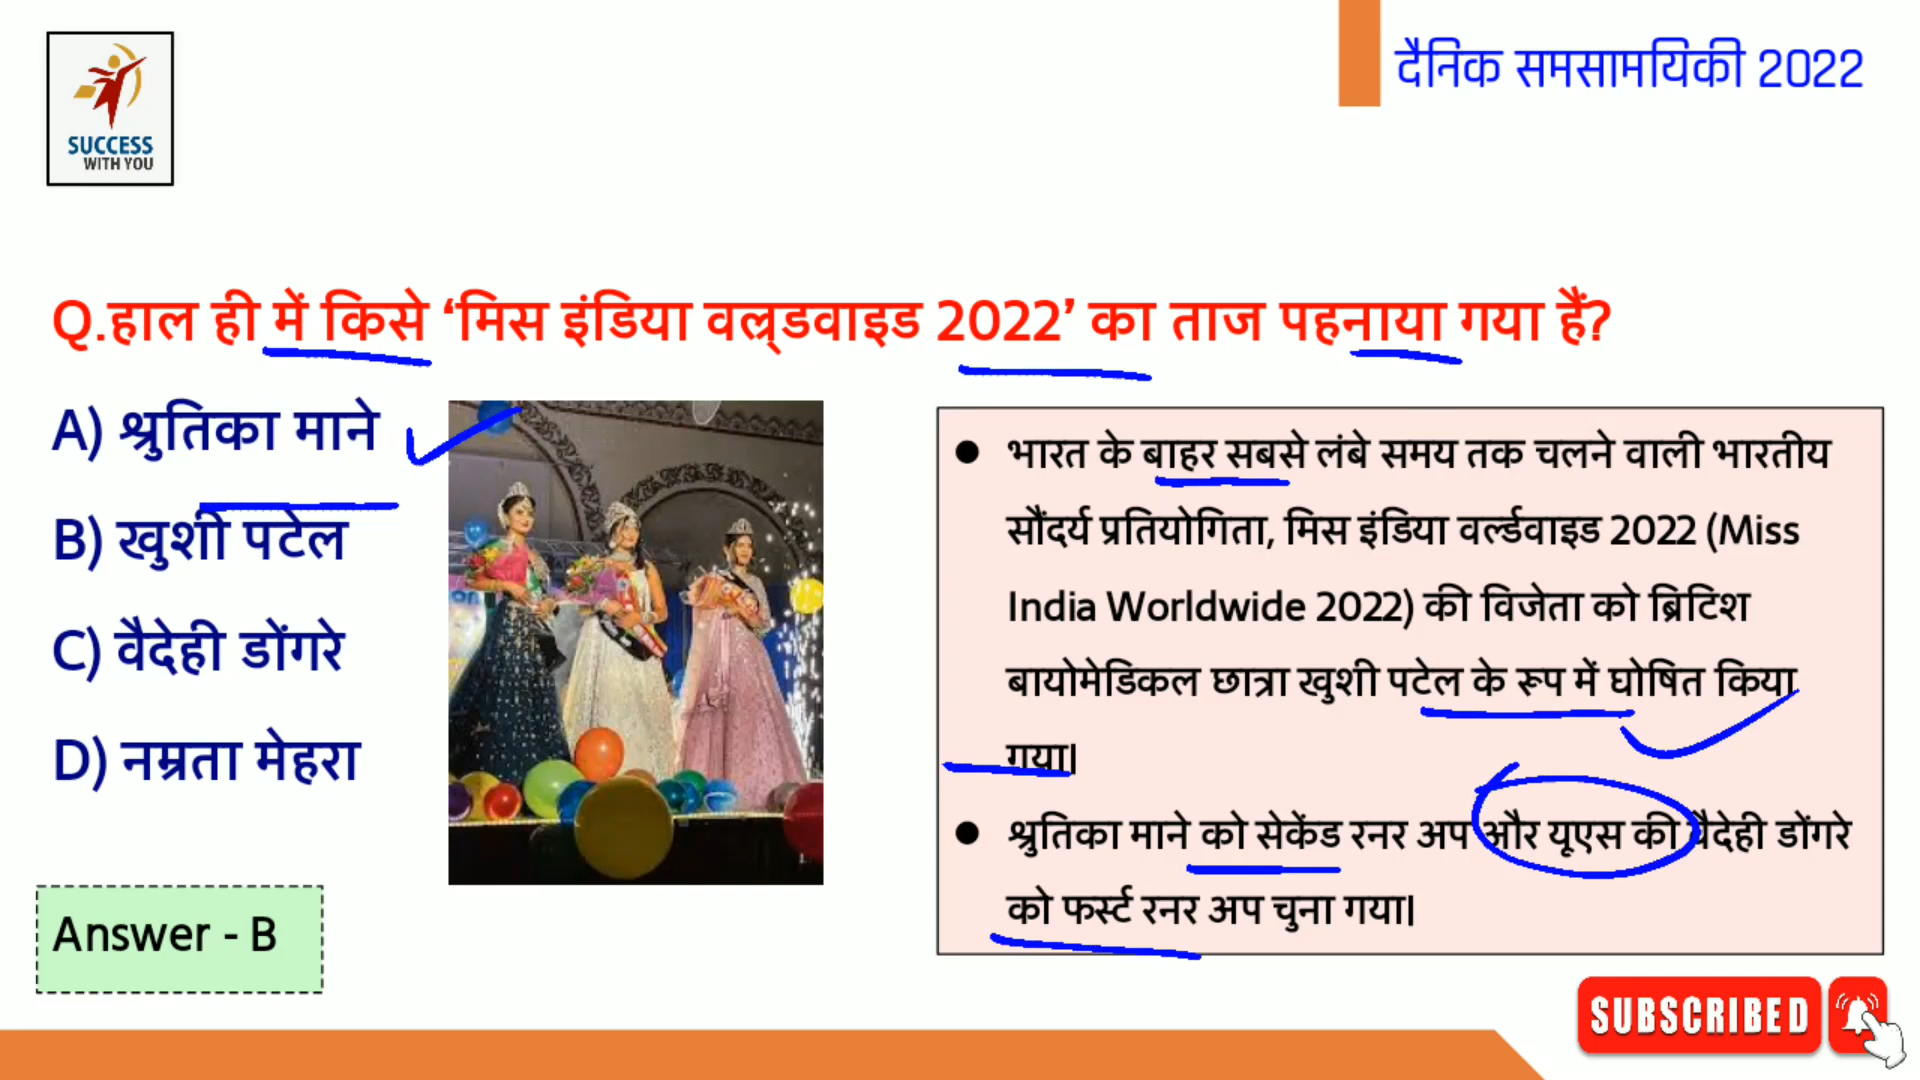 SUCCESS
WITH YOU
दैनिक समसामयिकी 2022
Q.हाल ही में किसे ‘मिस इंडिया वल्र्डवाइड 2022’ का ताज पहनाया गया हैं?
A) श्रुतिका माने
B) खुशी पटेल
C) वैदेही डोंगरे
D) नम्रता मेहरा
Answer - B
● भारत के बाहर सबसे लंबे समय तक चलने वाली भारतीय
सौंदर्य प्रतियोगिता, मिस इंडिया वर्ल्डवाइड 2022 (Miss
India Worldwide 2022) की विजेता को ब्रिटिश
बायोमेडिकल छात्रा खुशी पटेल के रूप में घोषित किया
गया।
● श्रुतिका माने को सेकेंड रनर अप और यूएस की वैदेही डोंगरे
को फर्स्ट रनर अप चुना गया।
SUBSCRIBED